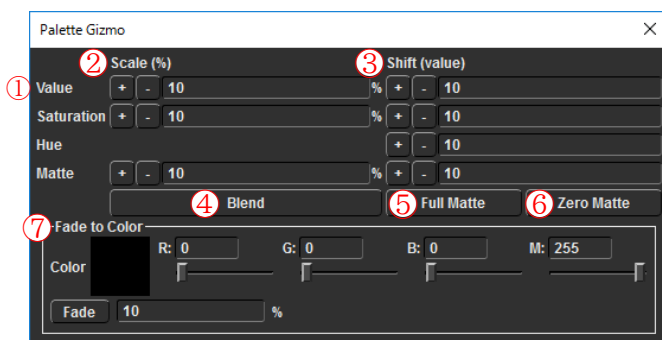 Palette Gizmo
② Scale (%) ③ Shift (value)
① Value + - 10 % + - 10
Saturation + - 10 % + - 10
Hue + - 10
Matte + - 10 % + - 10
④ Blend ⑤ Full Matte ⑥ Zero Matte
⑦ Fade to Color
Color R: 0 G: 0 B: 0 M: 255
Fade 10 %